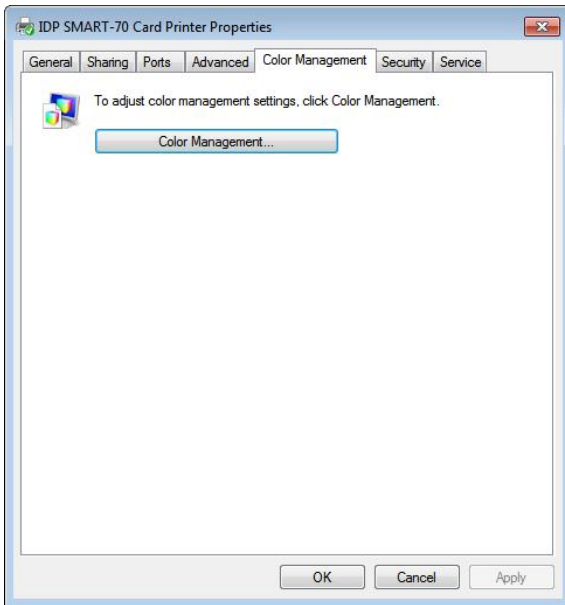 IDP SMART-70 Card Printer Properties
General Sharing Ports Advanced Color Management Security Service
To adjust color management settings, click Color Management.
Color Management...
OK Cancel Apply